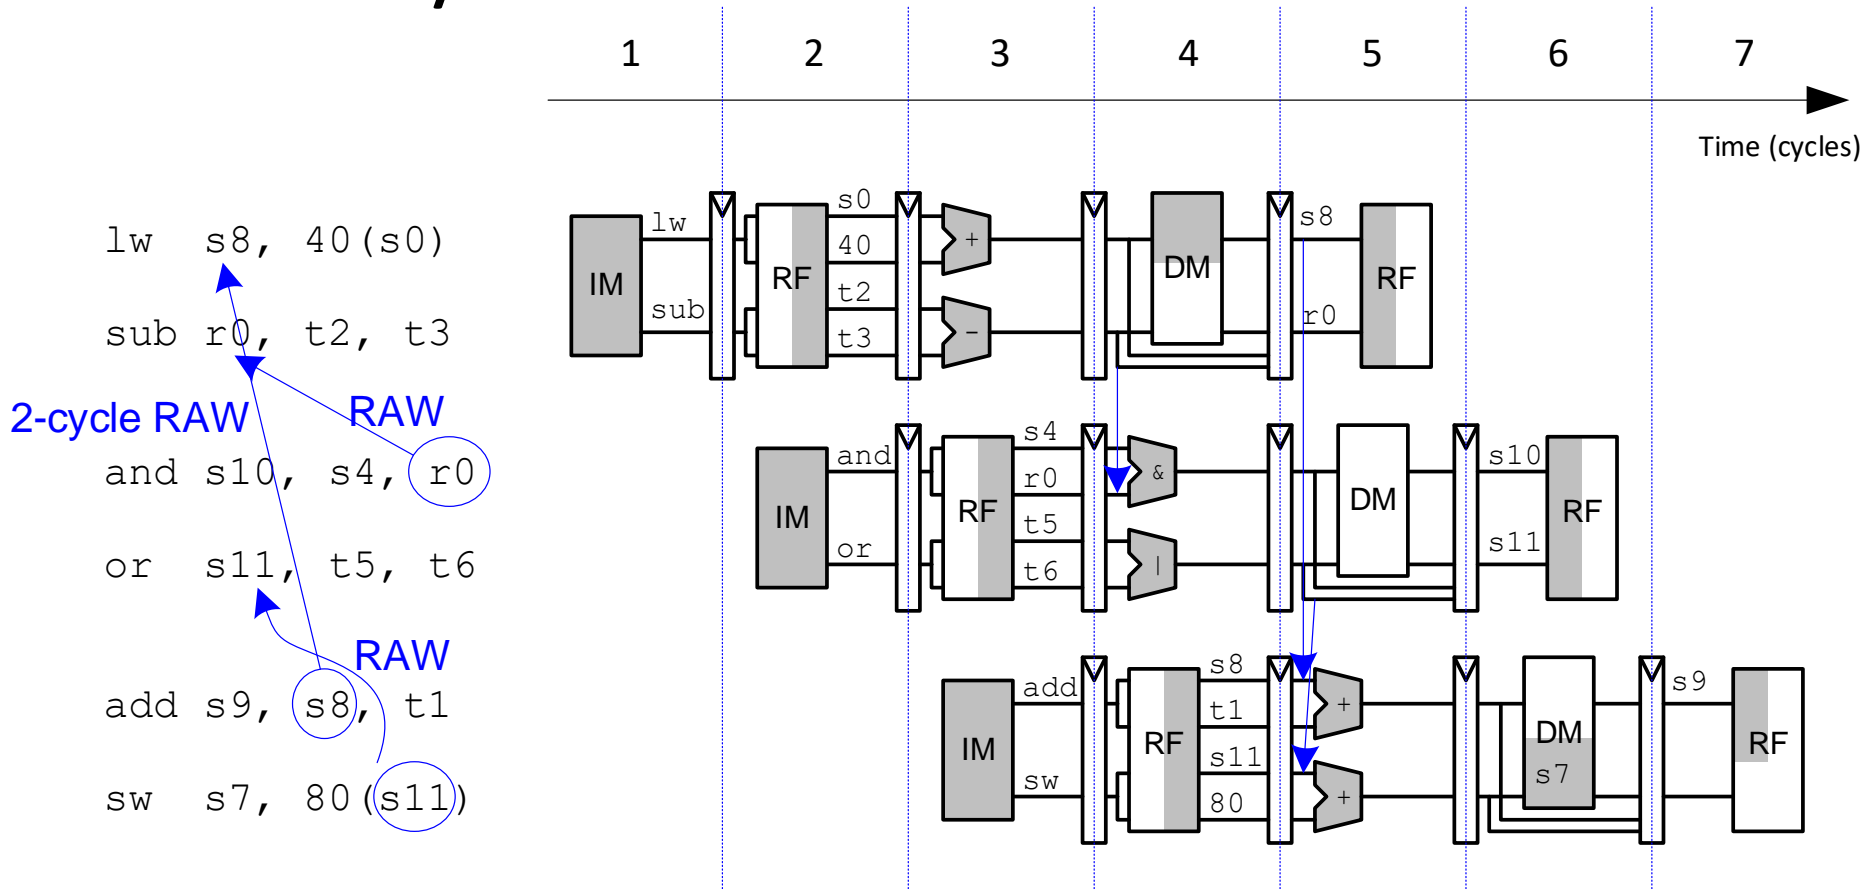 1 2 3 4 5 6 7
Time (cycles)
lw s8, 40(s0)
sub r0, t2, t3
2-cycle RAW
RAW
and s10, s4, r0
or s11, t5, t6
RAW
add s9, s8, t1
sw s7, 80(s11)
IM
lw
sub
RF
s0
40
t2
t3
+
-
DM
s8
r0
RF
IM
and
or
RF
s4
r0
t5
t6
&
|
DM
s10
s11
RF
IM
add
sw
RF
s8
t1
s11
80
+
+
DM
s7
s9
RF